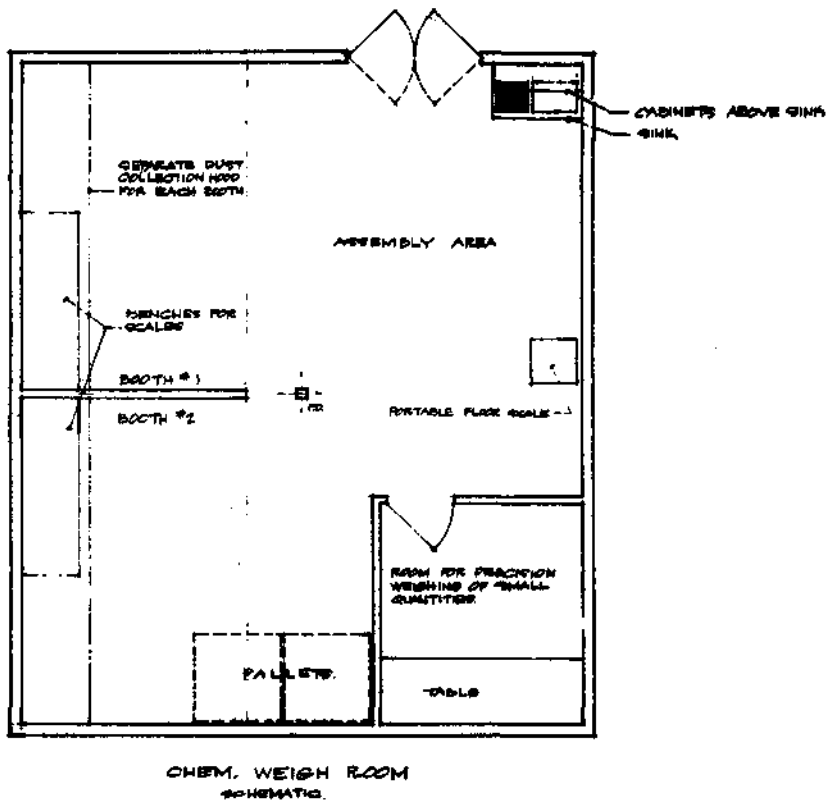 CABINETS ABOVE SINK
SINK
SEPARATE DUST
COLLECTION HOOD
FOR EACH BOOTH
ASSEMBLY AREA
BENCHES FOR
SCALES
BOOTH #1
BOOTH #2
FD
PORTABLE FLOOR SCALE
ROOM FOR PRECISION
WEIGHING OF SMALL
QUANTITIES
PALLETS.
TABLE
CHEM. WEIGH ROOM
SCHEMATIC